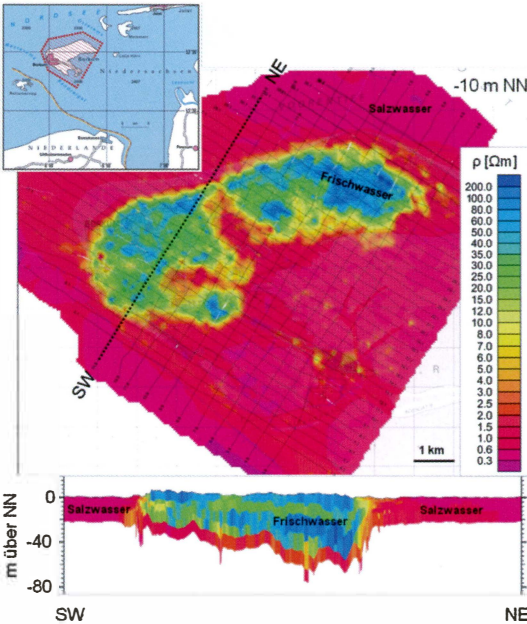 NORDSEE
Borkum
Niedersachsen
NIEDERLANDE
NE
-10 m NN
Salzwasser
ρ [Ωm]
Frischwasser
200.0
100.0
80.0
60.0
50.0
40.0
35.0
30.0
25.0
20.0
15.0
12.0
10.0
8.0
7.0
6.0
5.0
4.0
3.0
2.5
2.0
1.5
1.0
0.6
0.3
SW
1 km
m über NN
0
-40
-80
Salzwasser
Frischwasser
Salzwasser
SW
NE